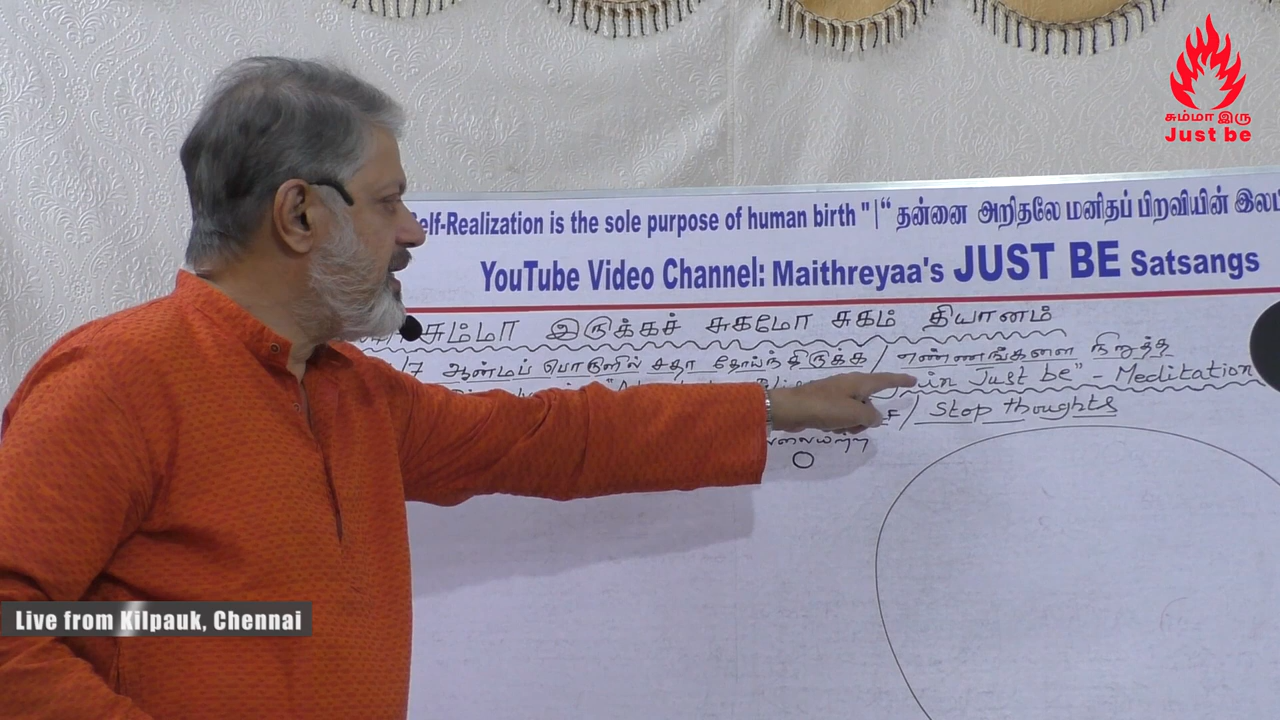 சும்மா இரு
Just be
elf-Realization is the sole purpose of human birth "|“ தன்னை அறிதலே மனிதப் பிறவியின் இலட்
YouTube Video Channel: Maithreyaa's JUST BE Satsangs
சும்மா இருக்கச் சுகமோ சுகம் தியானம்
/7 ஆன்மப் பொருளில் சதா தோய்ந்திருக்க / எண்ணங்களை நிறுத்த
in Just be" - Meditation
/ Stop thoughts
Live from Kilpauk, Chennai